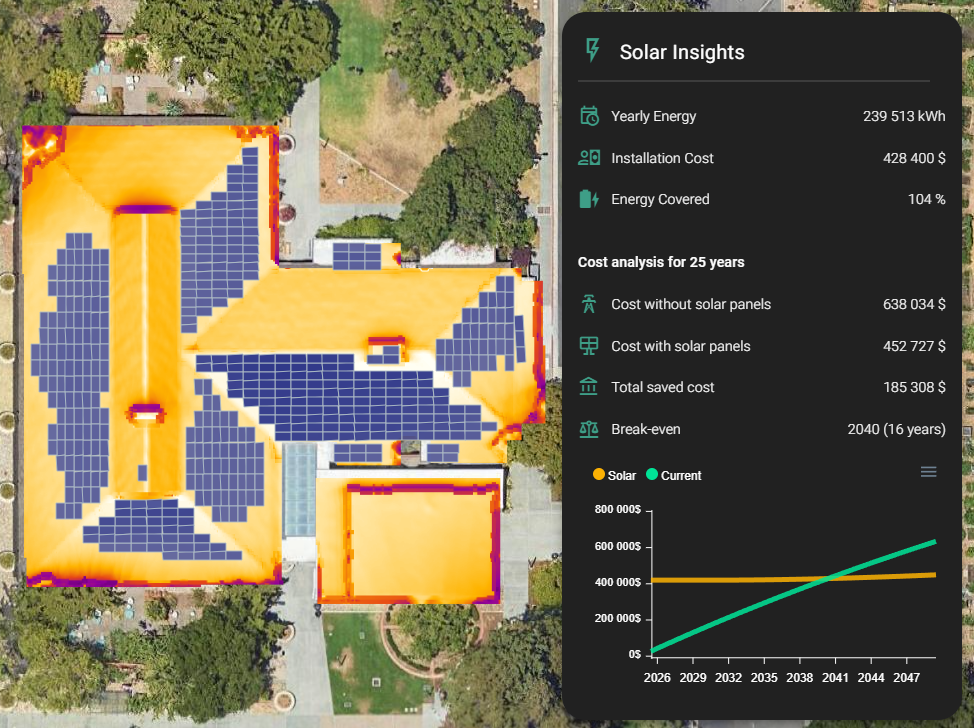 Solar Insights
Yearly Energy 239 513 kWh
Installation Cost 428 400 $
Energy Covered 104 %
Cost analysis for 25 years
Cost without solar panels 638 034 $
Cost with solar panels 452 727 $
Total saved cost 185 308 $
Break-even 2040 (16 years)
Solar Current
800 000$
600 000$
400 000$
200 000$
0$
2026 2029 2032 2035 2038 2041 2044 2047